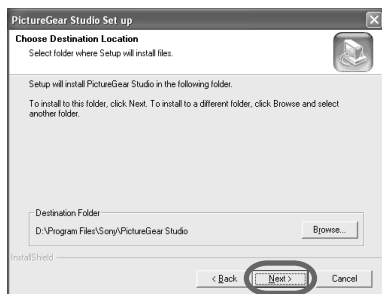 PictureGear Studio Set up
Choose Destination Location
Select folder where Setup will install files.
Setup will install PictureGear Studio in the following folder.
To install to this folder, click Next. To install to a different folder, click Browse and select
another folder.
Destination Folder
D:\Program Files\Sony\PictureGear Studio
Browse...
InstallShield
< Back
Next >
Cancel